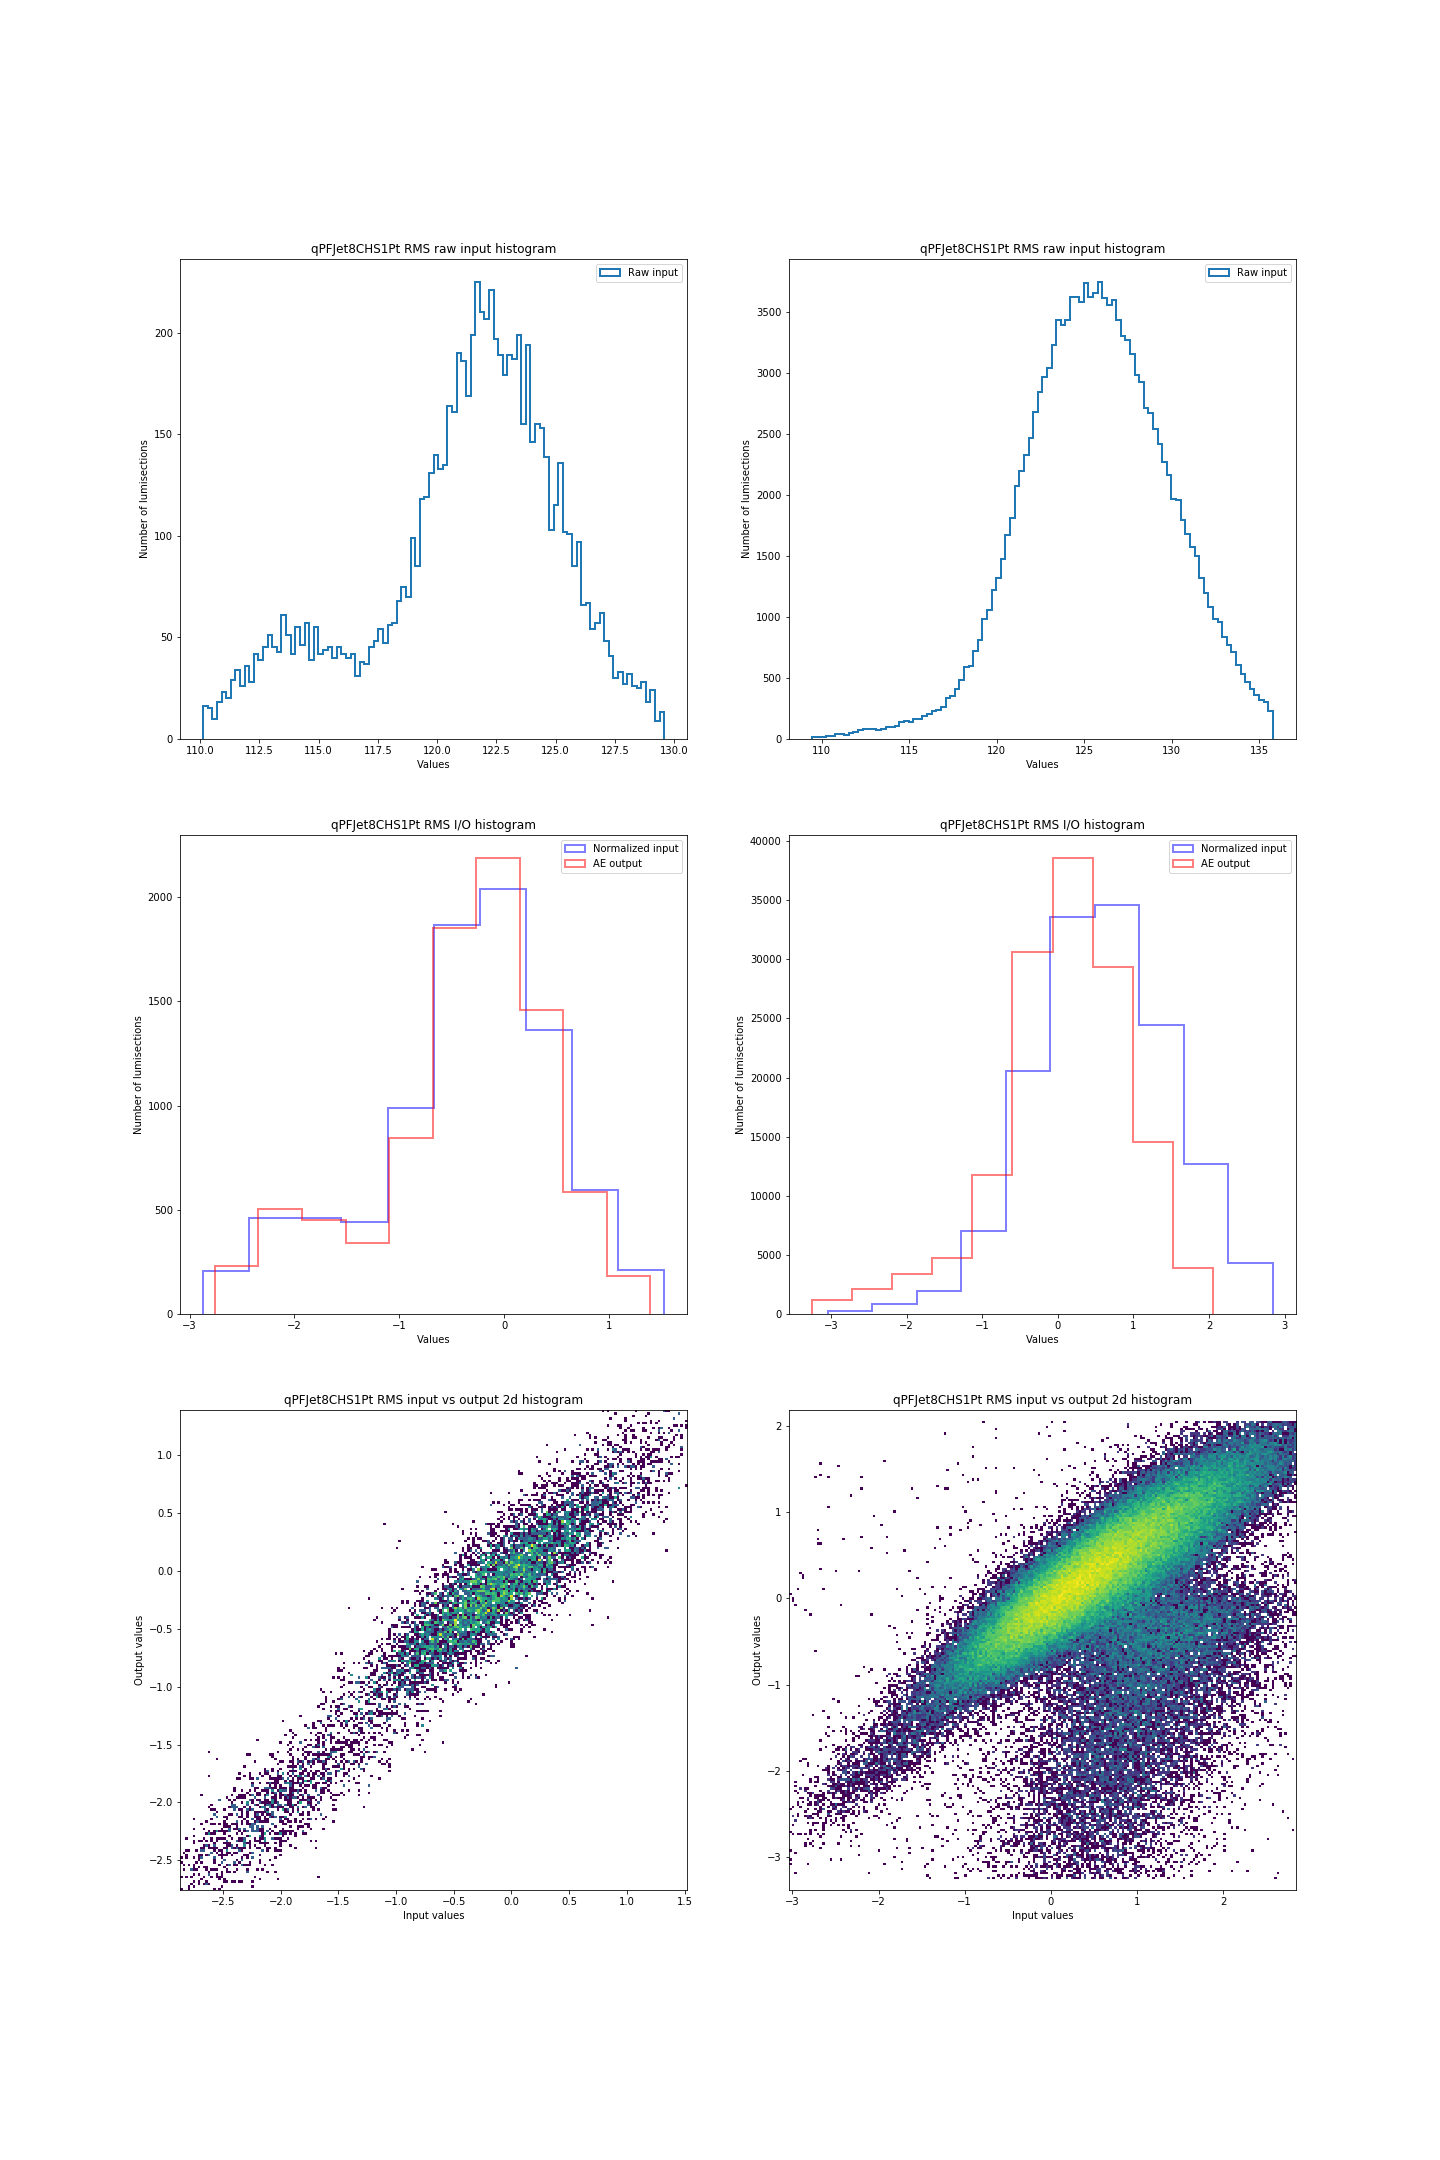 qPFJet8CHS1Pt RMS raw input histogram
Raw input
Number of lumisections
200
150
100
50
0
110.0 112.5 115.0 117.5 120.0 122.5 125.0 127.5 130.0
Values
qPFJet8CHS1Pt RMS raw input histogram
Raw input
Number of lumisections
3500
3000
2500
2000
1500
1000
500
0
110 115 120 125 130 135
Values
qPFJet8CHS1Pt RMS I/O histogram
Normalized input
AE output
Number of lumisections
2000
1500
1000
500
0
−3 −2 −1 0 1
Values
qPFJet8CHS1Pt RMS I/O histogram
Normalized input
AE output
Number of lumisections
40000
35000
30000
25000
20000
15000
10000
5000
0
−3 −2 −1 0 1 2 3
Values
qPFJet8CHS1Pt RMS input vs output 2d histogram
Output values
1.0
0.5
0.0
−0.5
−1.0
−1.5
−2.0
−2.5
−2.5 −2.0 −1.5 −1.0 −0.5 0.0 0.5 1.0 1.5
Input values
qPFJet8CHS1Pt RMS input vs output 2d histogram
Output values
2
1
0
−1
−2
−3
−3 −2 −1 0 1 2
Input values